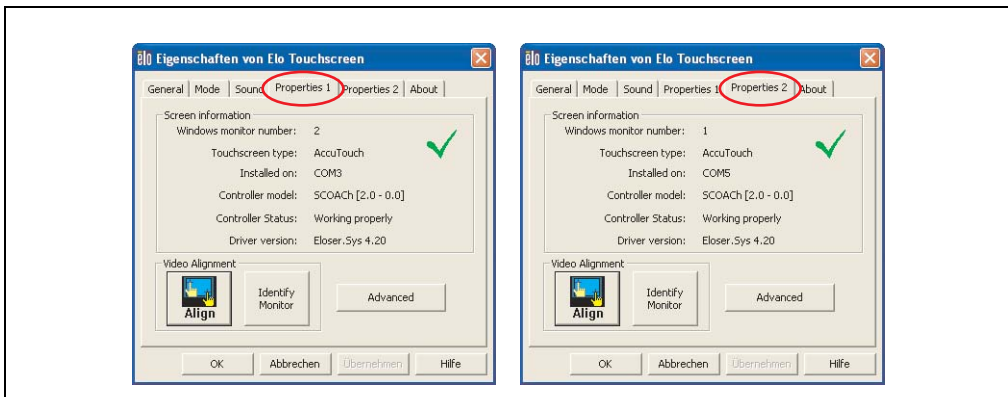 elo Eigenschaften von Elo Touchscreen
General Mode Sound Properties 1 Properties 2 About
Screen information
Windows monitor number: 2
Touchscreen type: AccuTouch
Installed on: COM3
Controller model: SCOACh [2.0 - 0.0]
Controller Status: Working properly
Driver version: Eloser.Sys 4.20
Video Alignment
Align
Identify
Monitor
Advanced
OK Abbrechen Übernehmen Hilfe
elo Eigenschaften von Elo Touchscreen
General Mode Sound Properties 1 Properties 2 About
Screen information
Windows monitor number: 1
Touchscreen type: AccuTouch
Installed on: COM5
Controller model: SCOACh [2.0 - 0.0]
Controller Status: Working properly
Driver version: Eloser.Sys 4.20
Video Alignment
Align
Identify
Monitor
Advanced
OK Abbrechen Übernehmen Hilfe